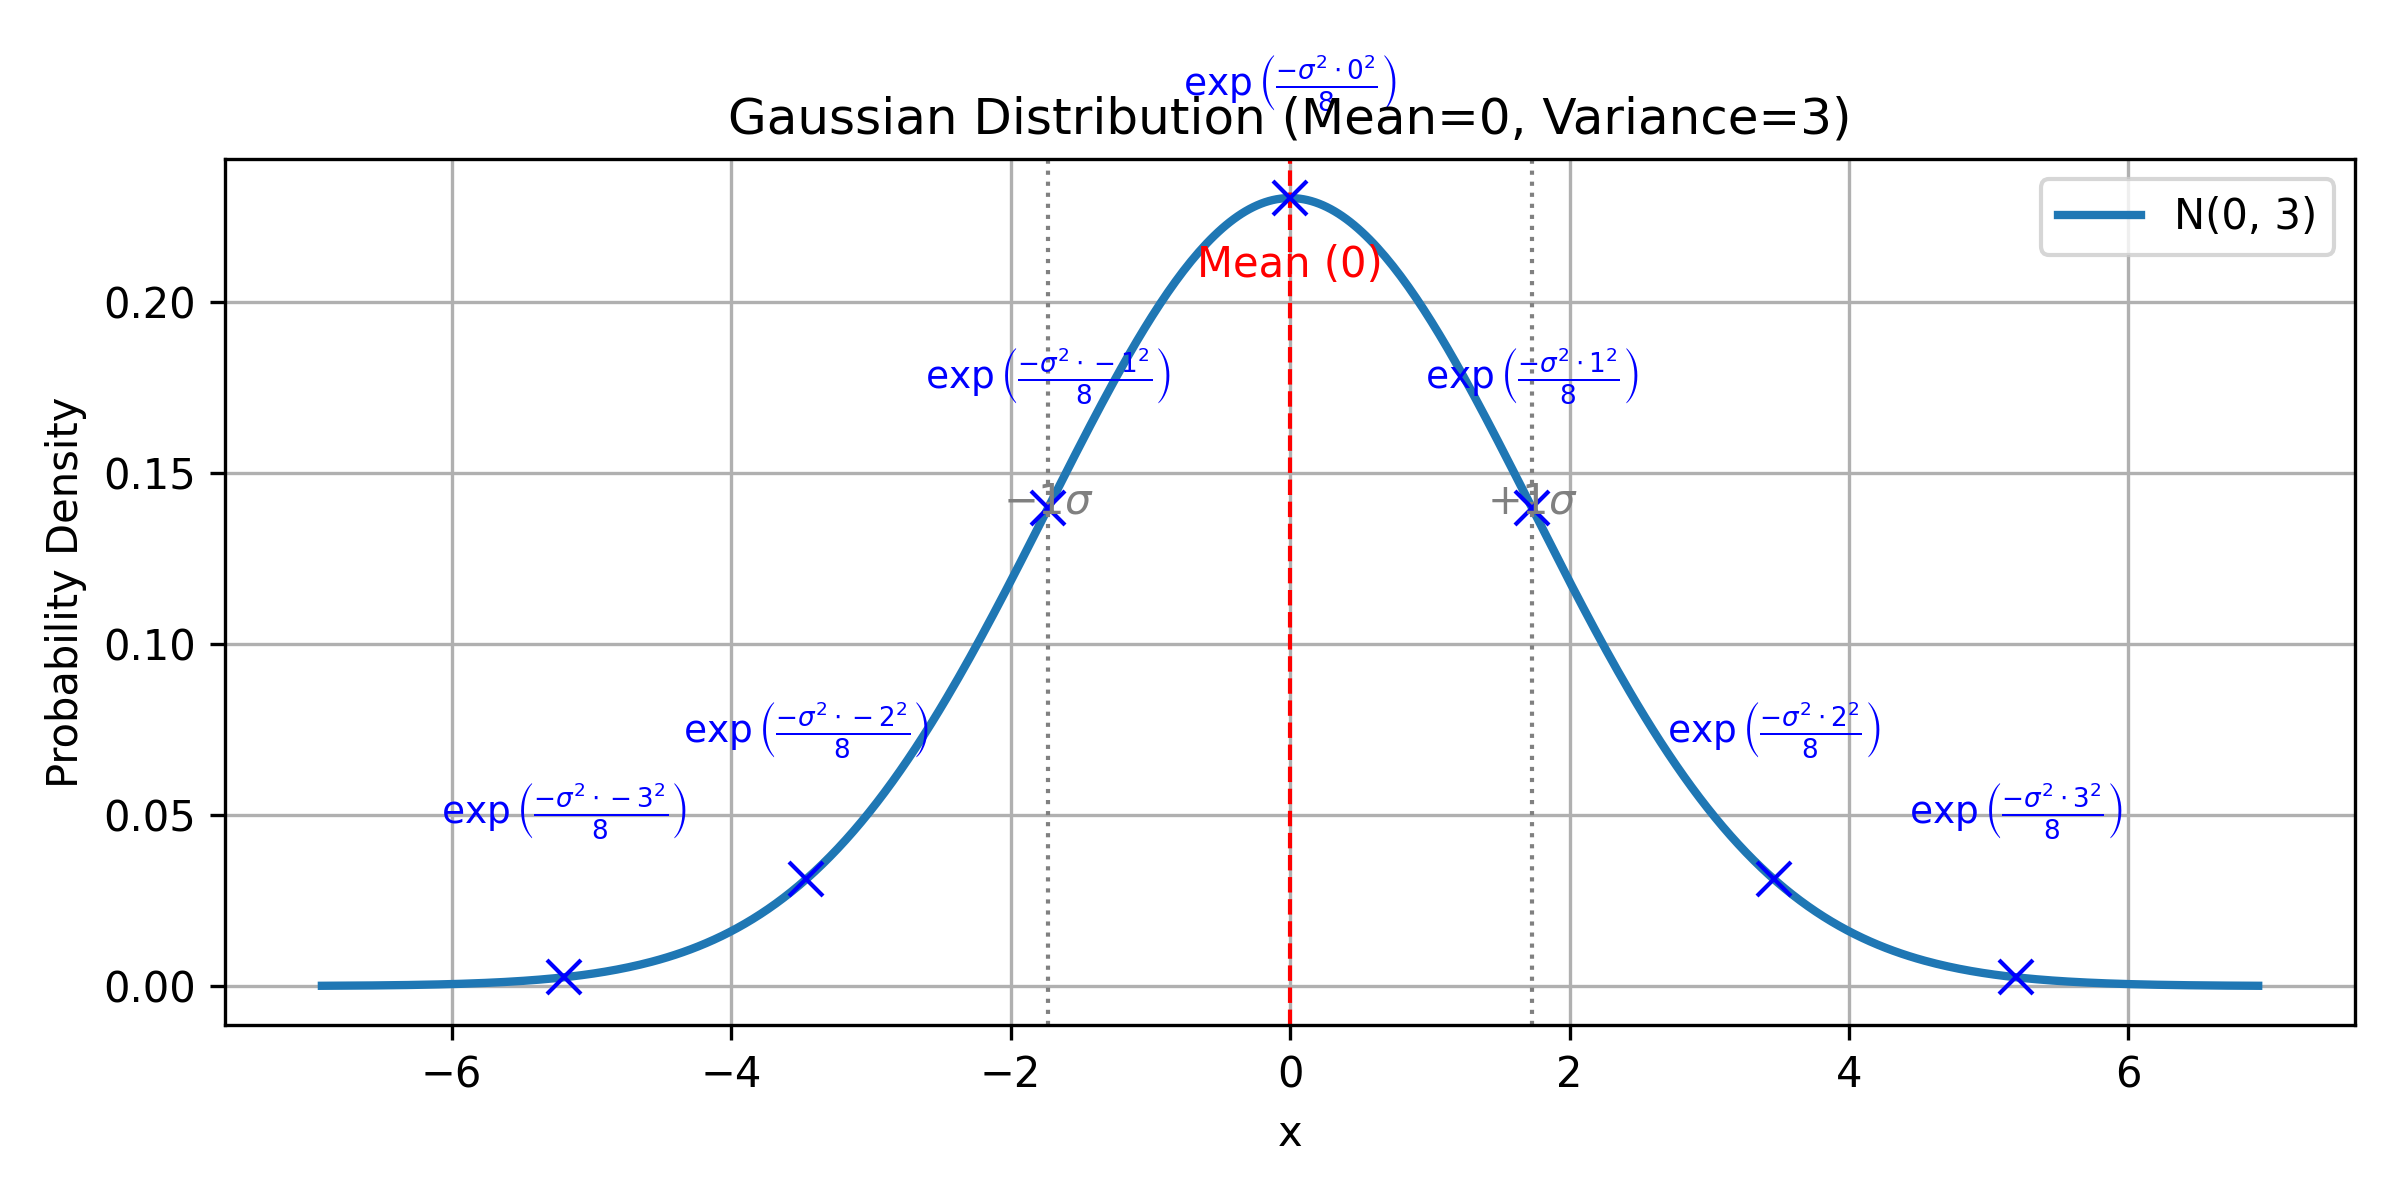 exp(−σ²·0²/8)
Gaussian Distribution (Mean=0, Variance=3)
N(0, 3)
Mean (0)
exp(−σ²·−1²/8)
exp(−σ²·1²/8)
−1σ
+1σ
exp(−σ²·−2²/8)
exp(−σ²·2²/8)
exp(−σ²·−3²/8)
exp(−σ²·3²/8)
Probability Density
0.20
0.15
0.10
0.05
0.00
−6 −4 −2 0 2 4 6
x